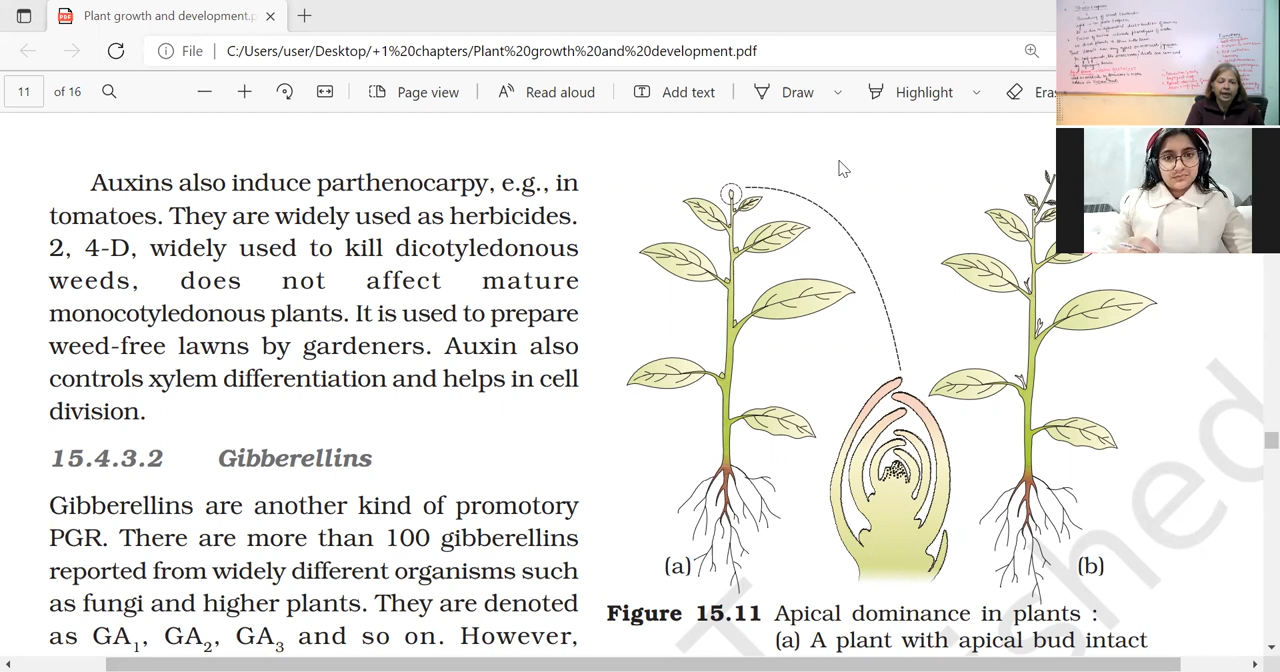 Plant growth and development.p
File C:/Users/user/Desktop/+1%20chapters/Plant%20growth%20and%20development.pdf
11 of 16 Page view Read aloud Add text Draw Highlight Era
Auxins also induce parthenocarpy, e.g., in
tomatoes. They are widely used as herbicides.
2, 4-D, widely used to kill dicotyledonous
weeds, does not affect mature
monocotyledonous plants. It is used to prepare
weed-free lawns by gardeners. Auxin also
controls xylem differentiation and helps in cell
division.
15.4.3.2 Gibberellins
Gibberellins are another kind of promotory
PGR. There are more than 100 gibberellins
reported from widely different organisms such
as fungi and higher plants. They are denoted
as GA1, GA2, GA3 and so on. However,
(a) (b)
Figure 15.11 Apical dominance in plants :
(a) A plant with apical bud intact
shed